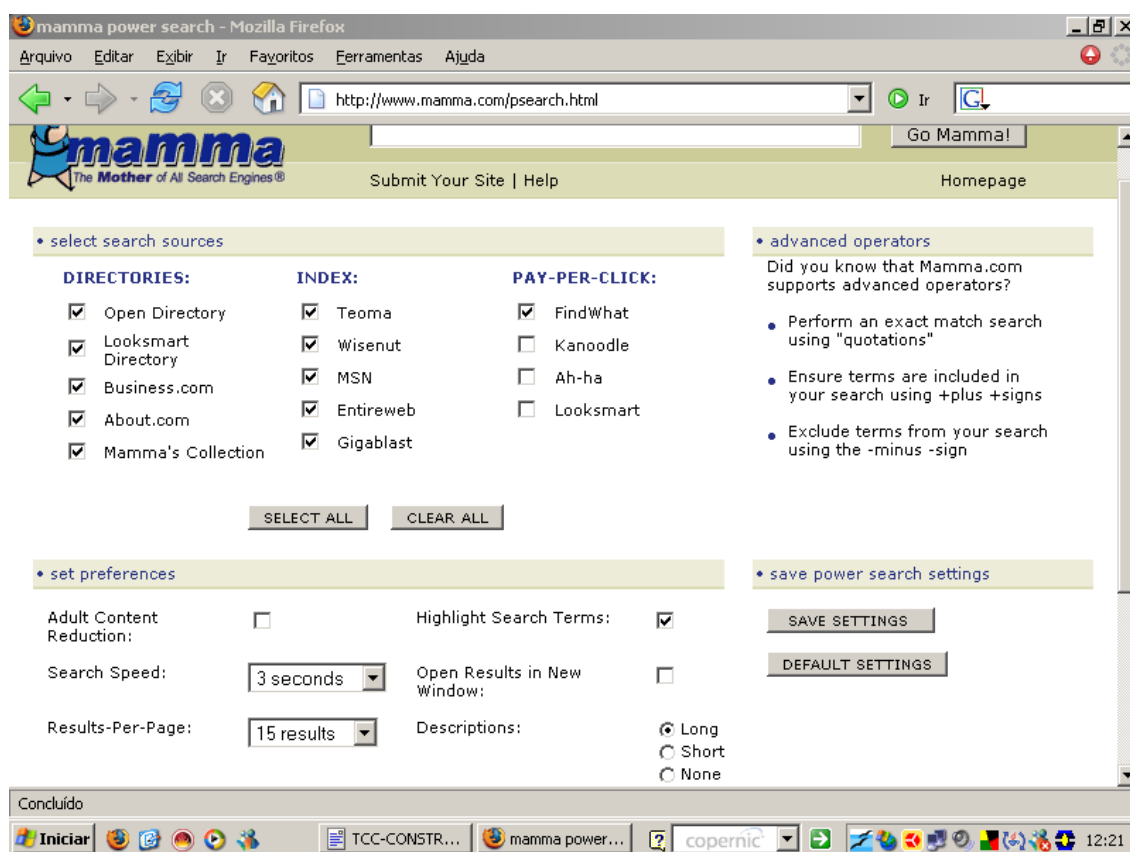 mamma power search - Mozilla Firefox
Arquivo Editar Exibir Ir Favoritos Ferramentas Ajuda
http://www.mamma.com/psearch.html
Ir
G
mamma
The Mother of All Search Engines®
Go Mamma!
Submit Your Site | Help
Homepage
• select search sources
DIRECTORIES:
Open Directory
Looksmart
Directory
Business.com
About.com
Mamma's Collection
INDEX:
Teoma
Wisenut
MSN
Entireweb
Gigablast
PAY-PER-CLICK:
FindWhat
Kanoodle
Ah-ha
Looksmart
SELECT ALL
CLEAR ALL
• advanced operators
Did you know that Mamma.com
supports advanced operators?
• Perform an exact match search
using "quotations"
• Ensure terms are included in
your search using +plus +signs
• Exclude terms from your search
using the -minus -sign
• set preferences
Adult Content
Reduction:
Search Speed:
3 seconds
Results-Per-Page:
15 results
Highlight Search Terms:
Open Results in New
Window:
Descriptions:
Long
Short
None
• save power search settings
SAVE SETTINGS
DEFAULT SETTINGS
Concluído
Iniciar
TCC-CONSTR...
mamma power...
copernic
12:21